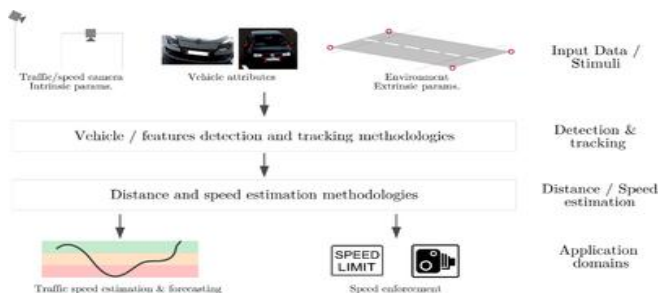 Input Data /
Stimuli
Traffic/speed camera
Intrinsic params.
Vehicle attributes
Environment
Extrinsic params.
Vehicle / features detection and tracking methodologies
Detection &
tracking
Distance and speed estimation methodologies
Distance / Speed
estimation
SPEED
LIMIT
Application
domains
Traffic speed estimation & forecasting
Speed enforcement